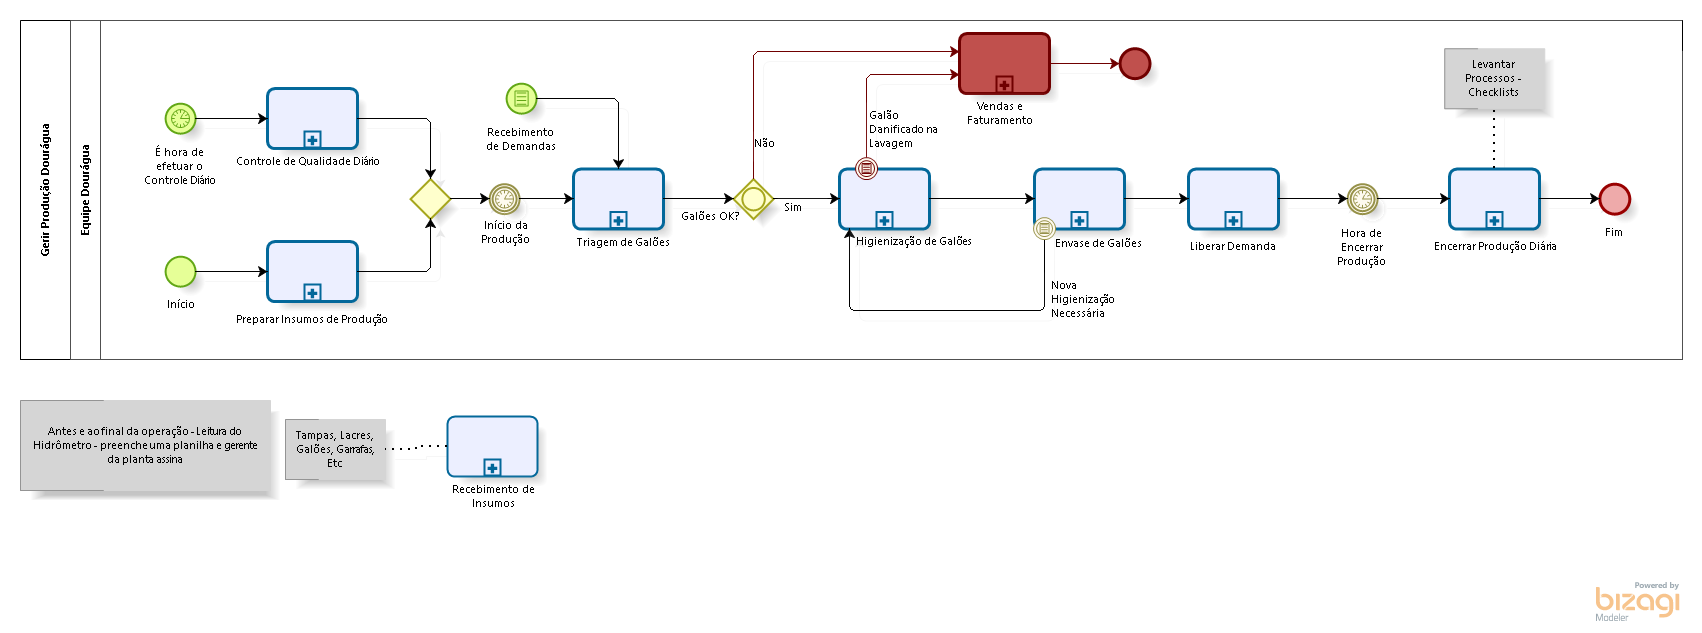 Gerir Produção Dourágua
Equipe Dourágua
É hora de
efetuar o
Controle Diário
Controle de Qualidade Diário
Início
Preparar Insumos de Produção
Recebimento
de Demandas
Início da
Produção
Triagem de Galões
Galões OK?
Não
Sim
Galão
Danificado na
Lavagem
Vendas e
Faturamento
Higienização de Galões
Envase de Galões
Nova
Higienização
Necessária
Liberar Demanda
Hora de
Encerrar
Produção
Levantar
Processos -
Checklists
Encerrar Produção Diária
Fim
Antes e ao final da operação - Leitura do
Hidrômetro - preenche uma planilha e gerente
da planta assina
Tampas, Lacres,
Galões, Garrafas,
Etc
Recebimento de
Insumos
Powered by
bizagi
Modeler